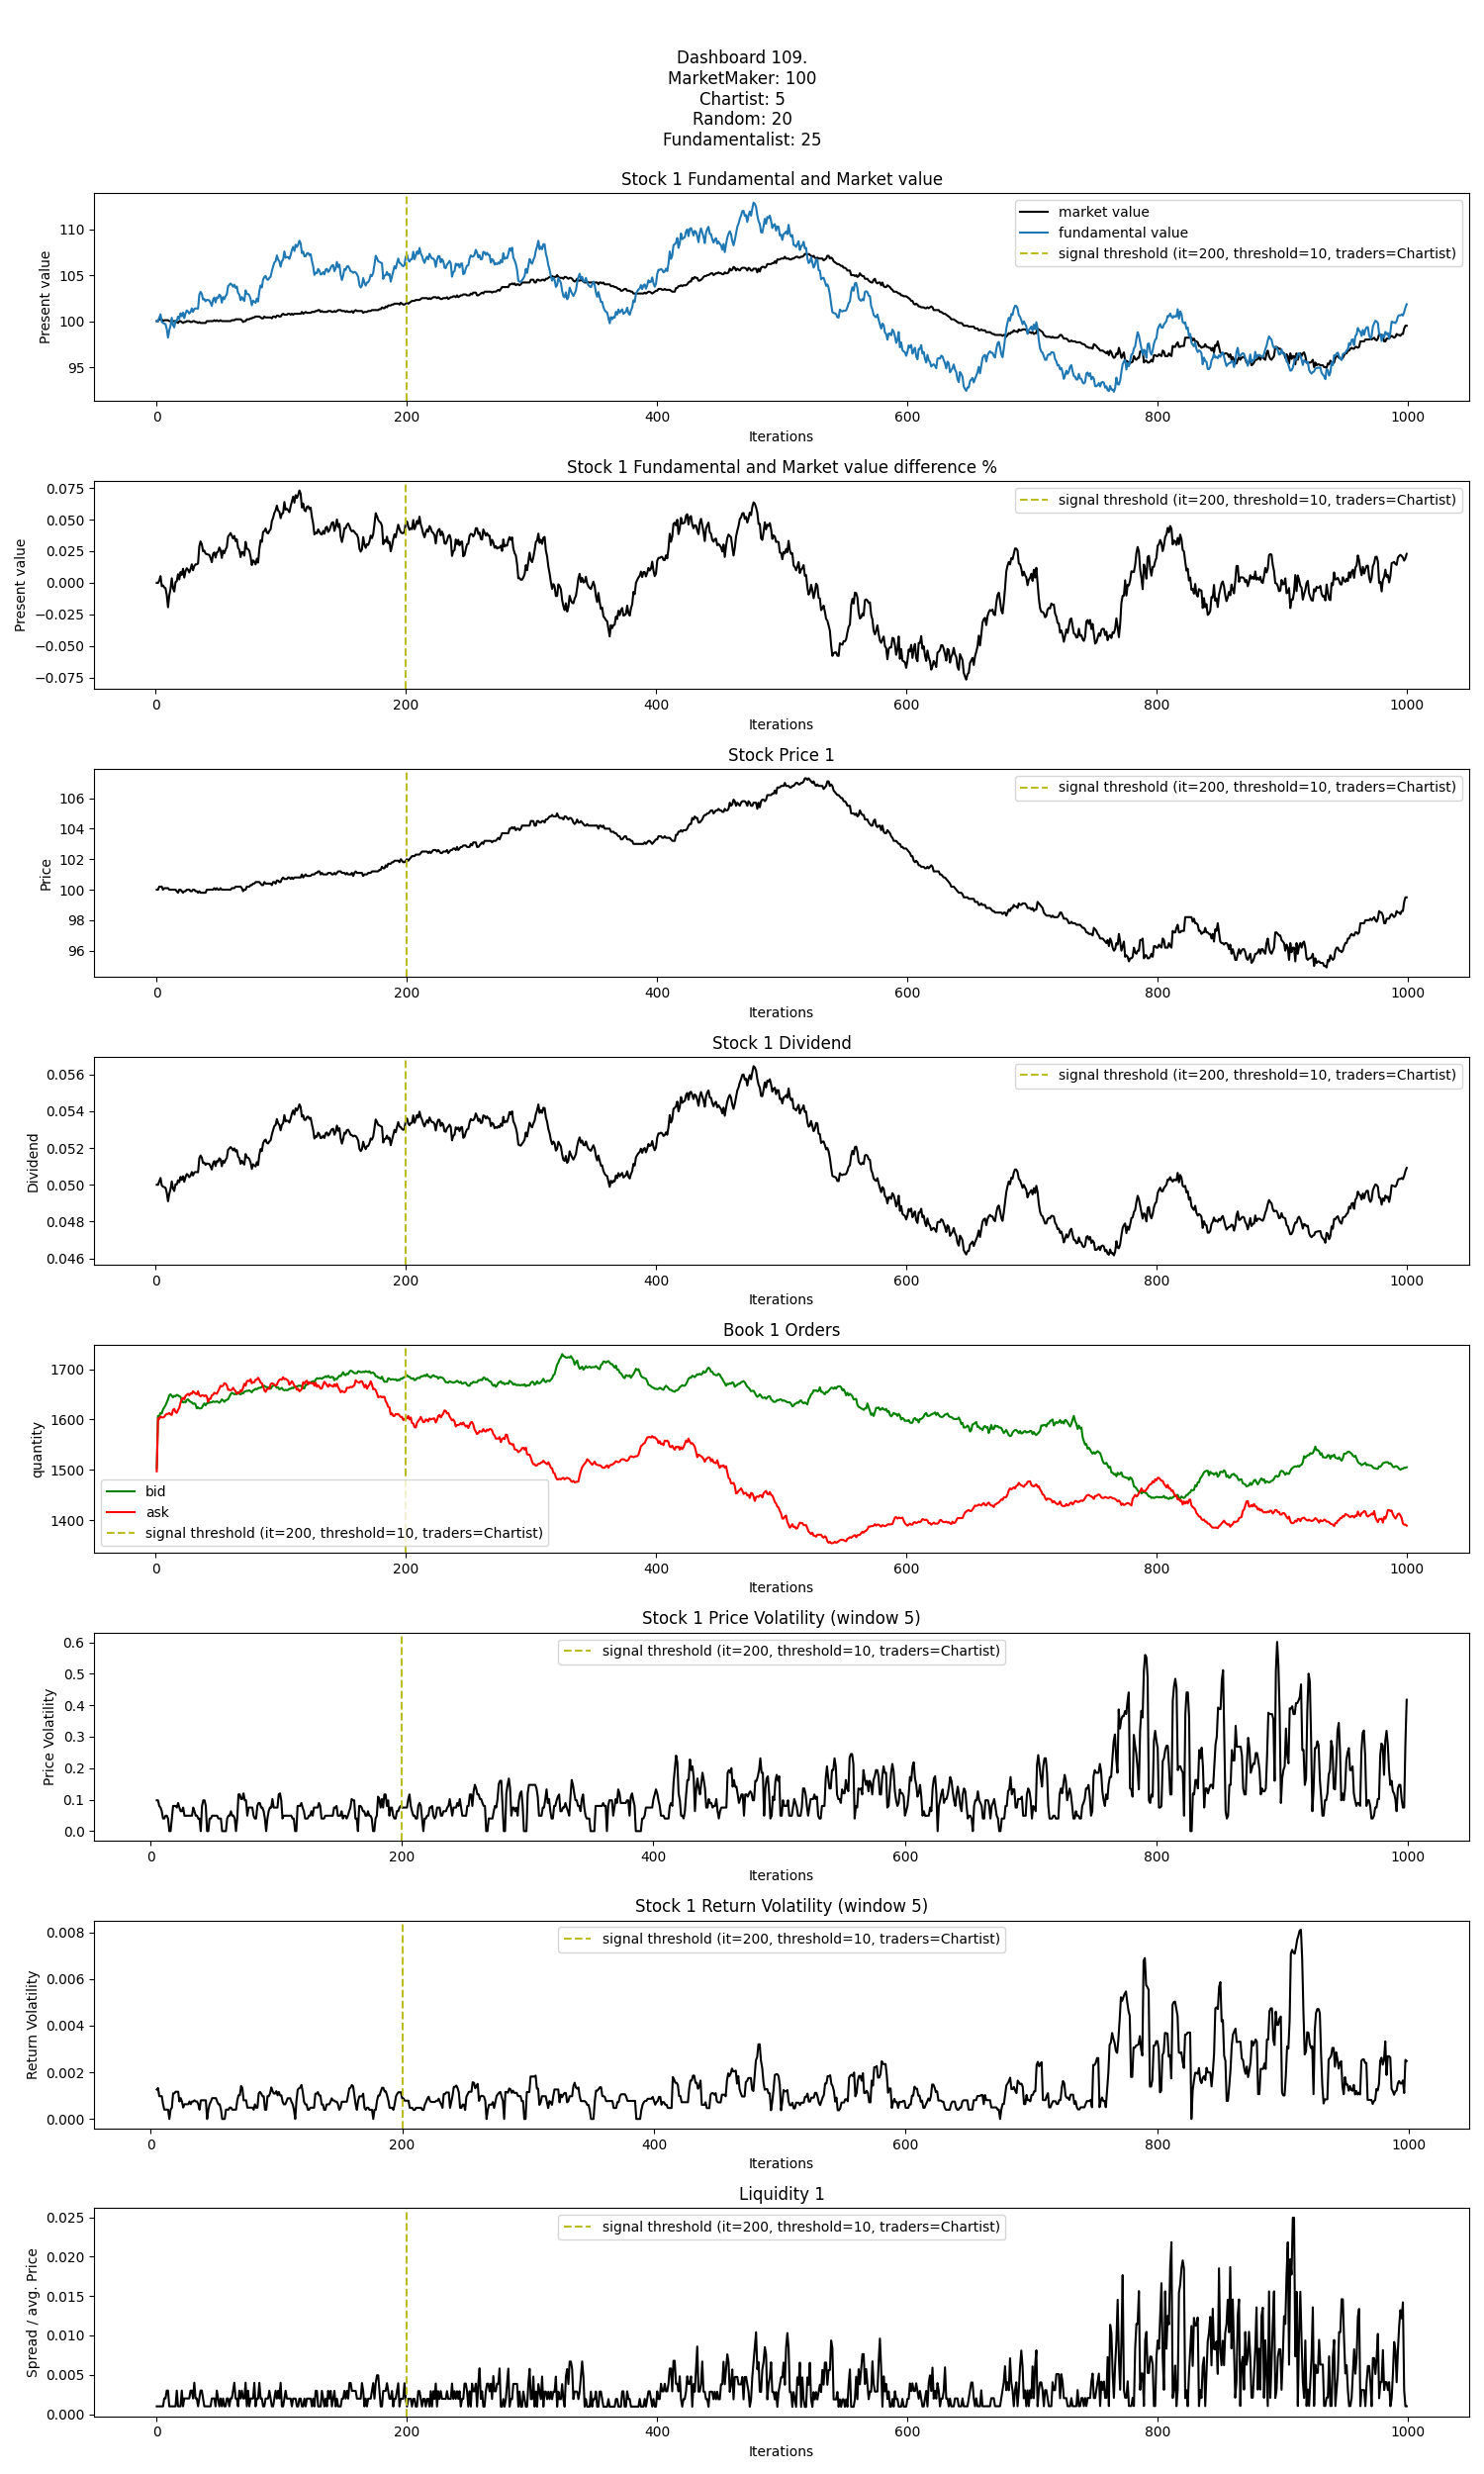 Dashboard 109.
MarketMaker: 100
Chartist: 5
Random: 20
Fundamentalist: 25
Stock 1 Fundamental and Market value
Present value
110
105
100
95
market value
fundamental value
signal threshold (it=200, threshold=10, traders=Chartist)
0 200 400 600 800 1000
Iterations
Stock 1 Fundamental and Market value difference %
Present value
0.075
0.050
0.025
0.000
−0.025
−0.050
−0.075
signal threshold (it=200, threshold=10, traders=Chartist)
0 200 400 600 800 1000
Iterations
Stock Price 1
Price
106
104
102
100
98
96
signal threshold (it=200, threshold=10, traders=Chartist)
0 200 400 600 800 1000
Iterations
Stock 1 Dividend
Dividend
0.056
0.054
0.052
0.050
0.048
0.046
signal threshold (it=200, threshold=10, traders=Chartist)
0 200 400 600 800 1000
Iterations
Book 1 Orders
quantity
1700
1600
1500
1400
bid
ask
signal threshold (it=200, threshold=10, traders=Chartist)
0 200 400 600 800 1000
Iterations
Stock 1 Price Volatility (window 5)
Price Volatility
0.6
0.5
0.4
0.3
0.2
0.1
0.0
signal threshold (it=200, threshold=10, traders=Chartist)
0 200 400 600 800 1000
Iterations
Stock 1 Return Volatility (window 5)
Return Volatility
0.008
0.006
0.004
0.002
0.000
signal threshold (it=200, threshold=10, traders=Chartist)
0 200 400 600 800 1000
Iterations
Liquidity 1
Spread / avg. Price
0.025
0.020
0.015
0.010
0.005
0.000
signal threshold (it=200, threshold=10, traders=Chartist)
0 200 400 600 800 1000
Iterations